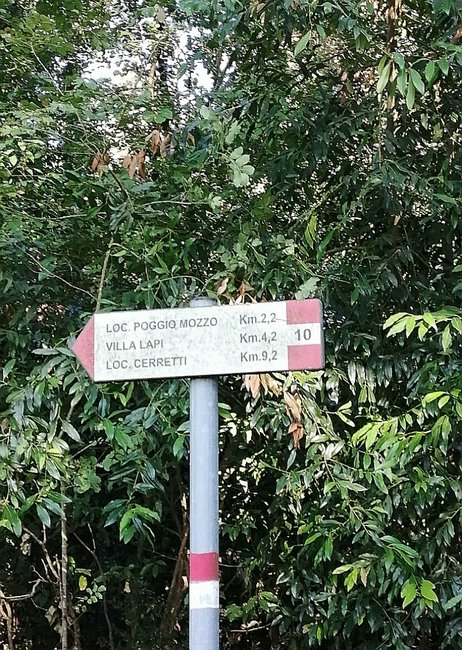 LOC. POGGIO MOZZO Km.2,2
VILLA LAPI Km.4,2
LOC. CERRETTI Km.9,2
10